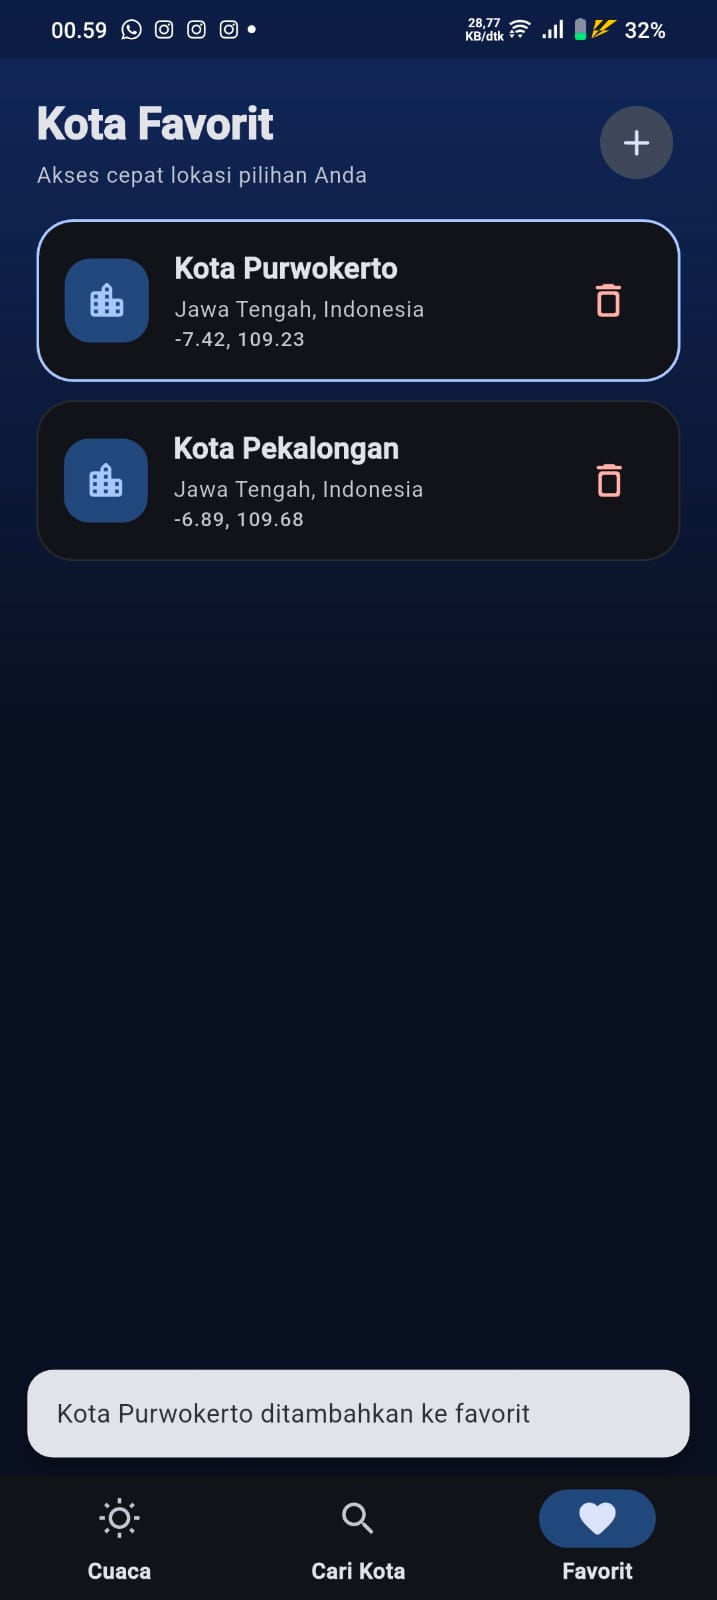 00.59
28,77
KB/dtk
32%
Kota Favorit
Akses cepat lokasi pilihan Anda
Kota Purwokerto
Jawa Tengah, Indonesia
-7.42, 109.23
Kota Pekalongan
Jawa Tengah, Indonesia
-6.89, 109.68
Kota Purwokerto ditambahkan ke favorit
Cuaca
Cari Kota
Favorit